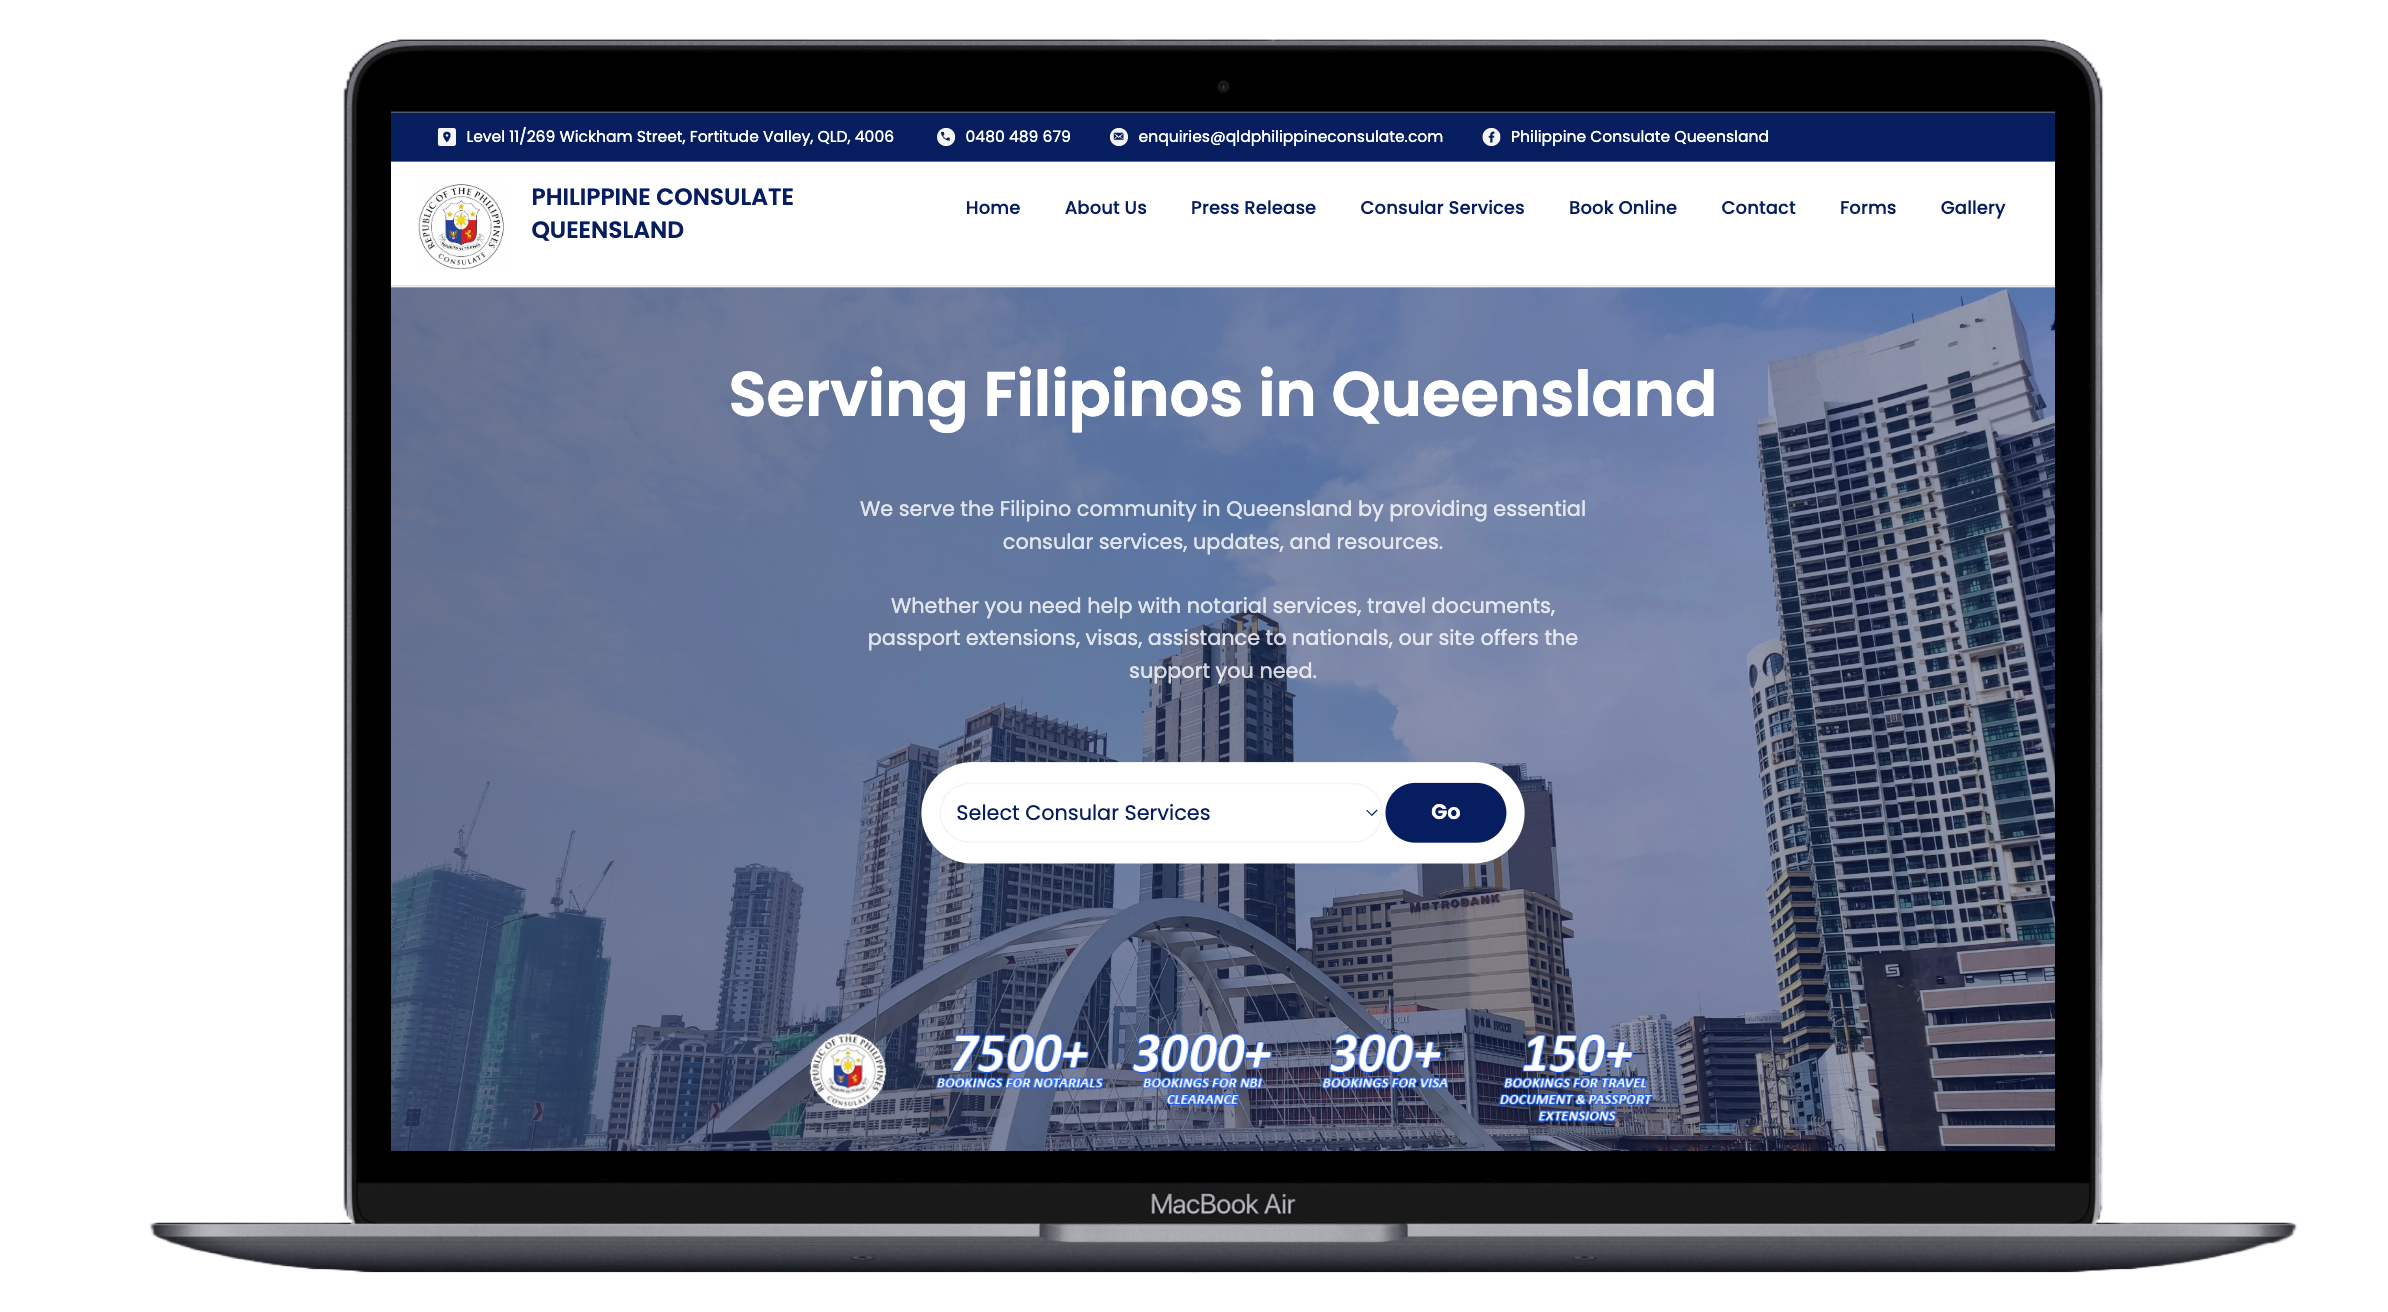 Level 11/269 Wickham Street, Fortitude Valley, QLD, 4006
0480 489 679
enquiries@qldphilippineconsulate.com
Philippine Consulate Queensland
REPUBLIC OF THE PHILIPPINES
CONSULATE
PHILIPPINE CONSULATE
QUEENSLAND
Home
About Us
Press Release
Consular Services
Book Online
Contact
Forms
Gallery
Serving Filipinos in Queensland
We serve the Filipino community in Queensland by providing essential
consular services, updates, and resources.
Whether you need help with notarial services, travel documents,
passport extensions, visas, assistance to nationals, our site offers the
support you need.
Select Consular Services
Go
METROBANK
REPUBLIC OF THE PHILIPPINES
CONSULATE
7500+
BOOKINGS FOR NOTARIALS
3000+
BOOKINGS FOR NBI
CLEARANCE
300+
BOOKINGS FOR VISA
150+
BOOKINGS FOR TRAVEL
DOCUMENT & PASSPORT
EXTENSIONS
MacBook Air